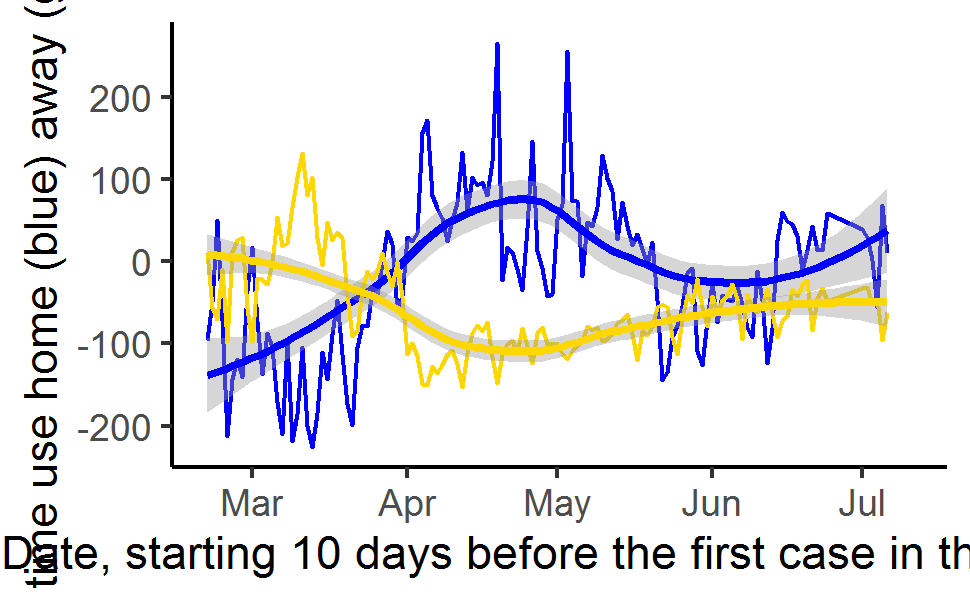 time use home (blue) away (
200
100
0
-100
-200
Mar Apr May Jun Jul
Date, starting 10 days before the first case in th